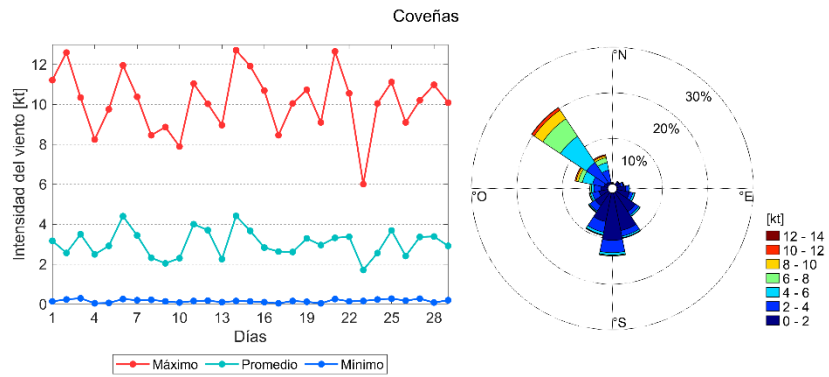 Coveñas
Intensidad del viento [kt]
12
10
8
6
4
2
0
1 4 7 10 13 16 19 22 25 28
Días
Máximo Promedio Mínimo
°N
30%
20%
10%
°O
°E
°S
[kt]
12 - 14
10 - 12
8 - 10
6 - 8
4 - 6
2 - 4
0 - 2